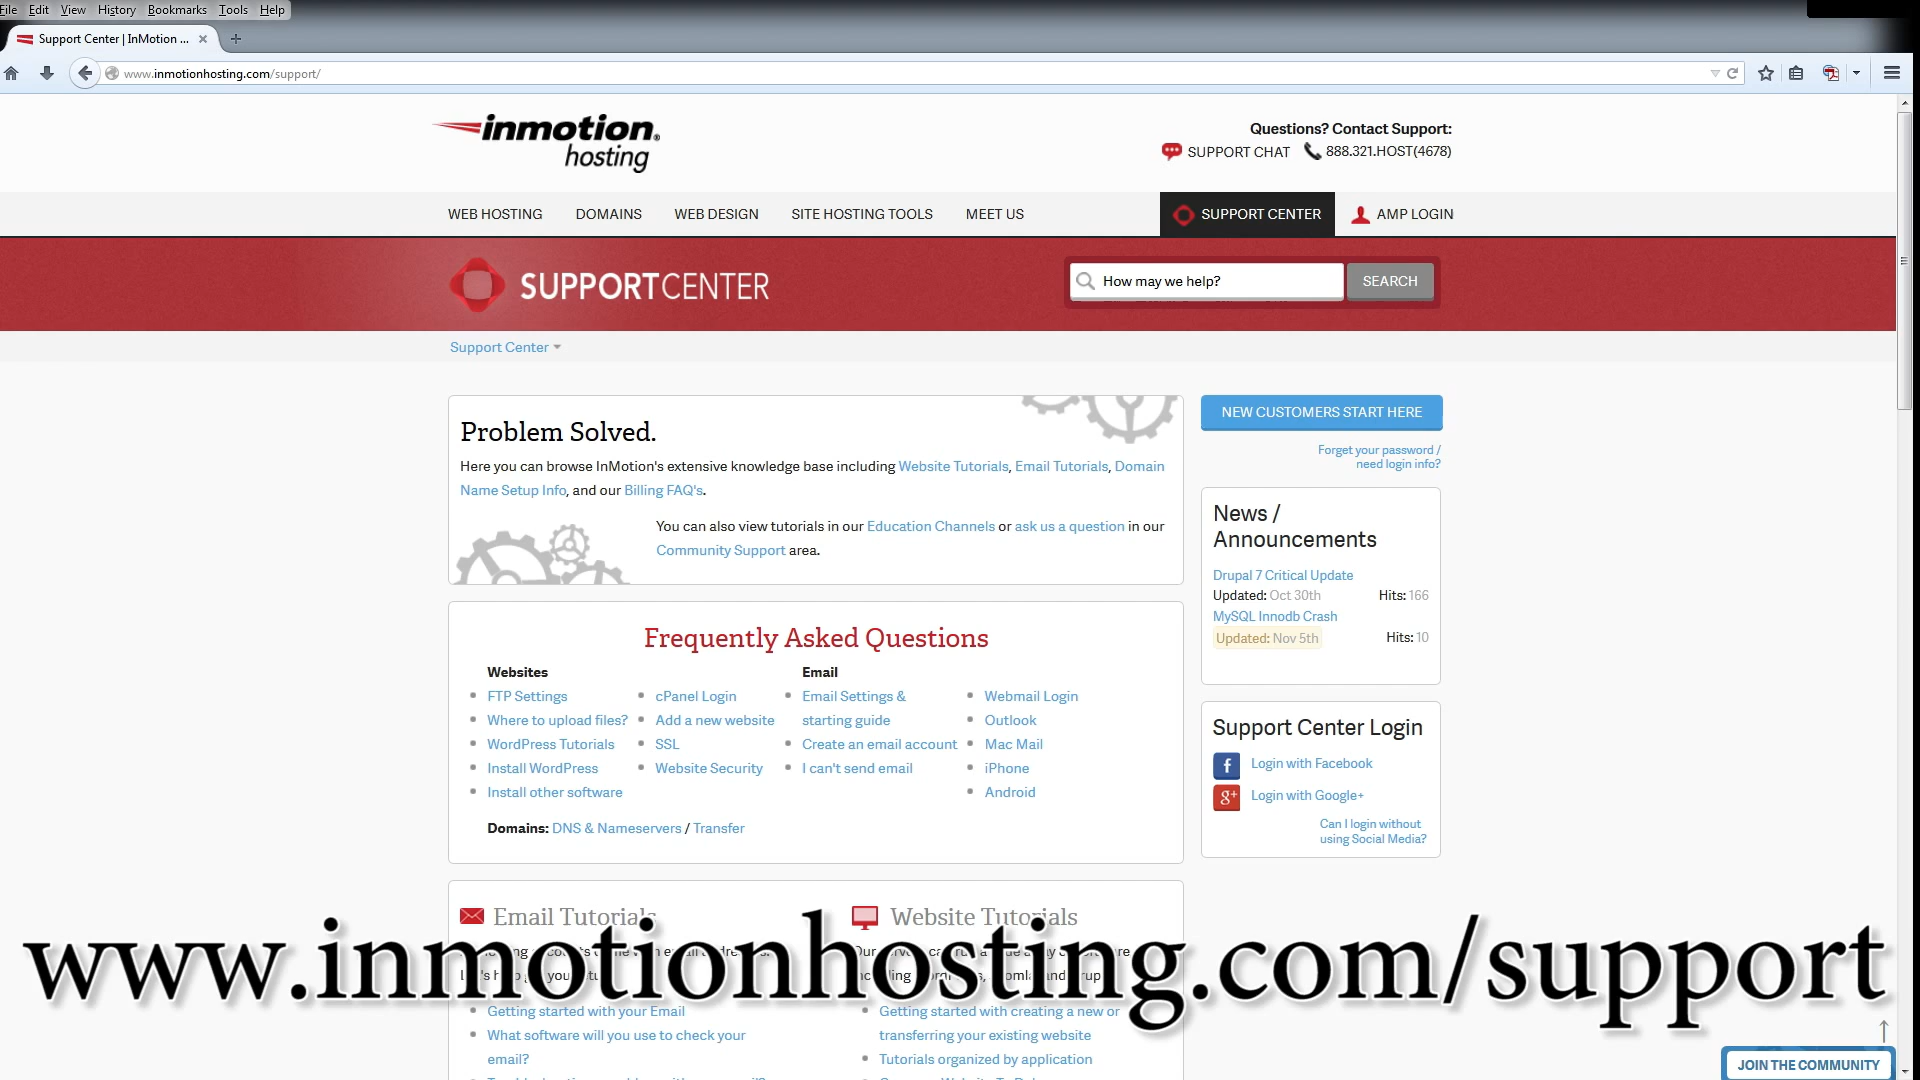 File Edit View History Bookmarks Tools Help
Support Center | InMotion ...
www.inmotionhosting.com/support/
inmotion
hosting
Questions? Contact Support:
SUPPORT CHAT 888.321.HOST(4678)
WEB HOSTING DOMAINS WEB DESIGN SITE HOSTING TOOLS MEET US SUPPORT CENTER AMP LOGIN
SUPPORTCENTER
How may we help? SEARCH
Support Center
Problem Solved.
Here you can browse InMotion's extensive knowledge base including Website Tutorials, Email Tutorials, Domain
Name Setup Info, and our Billing FAQ's.
You can also view tutorials in our Education Channels or ask us a question in our
Community Support area.
NEW CUSTOMERS START HERE
Forget your password /
need login info?
News /
Announcements
Drupal 7 Critical Update
Updated: Oct 30th Hits: 166
MySQL Innodb Crash
Updated: Nov 5th Hits: 10
Frequently Asked Questions
Websites
FTP Settings
Where to upload files?
WordPress Tutorials
Install WordPress
Install other software
cPanel Login
Add a new website
SSL
Website Security
Email
Email Settings &
starting guide
Create an email account
I can't send email
Webmail Login
Outlook
Mac Mail
iPhone
Android
Domains: DNS & Nameservers / Transfer
Support Center Login
Login with Facebook
g+ Login with Google+
Can I login without
using Social Media?
Email Tutorials
Getting started with your Email
What software will you use to check your
email?
Website Tutorials
Getting started with creating a new or
transferring your existing website
Tutorials organized by application
www.inmotionhosting.com/support
JOIN THE COMMUNITY